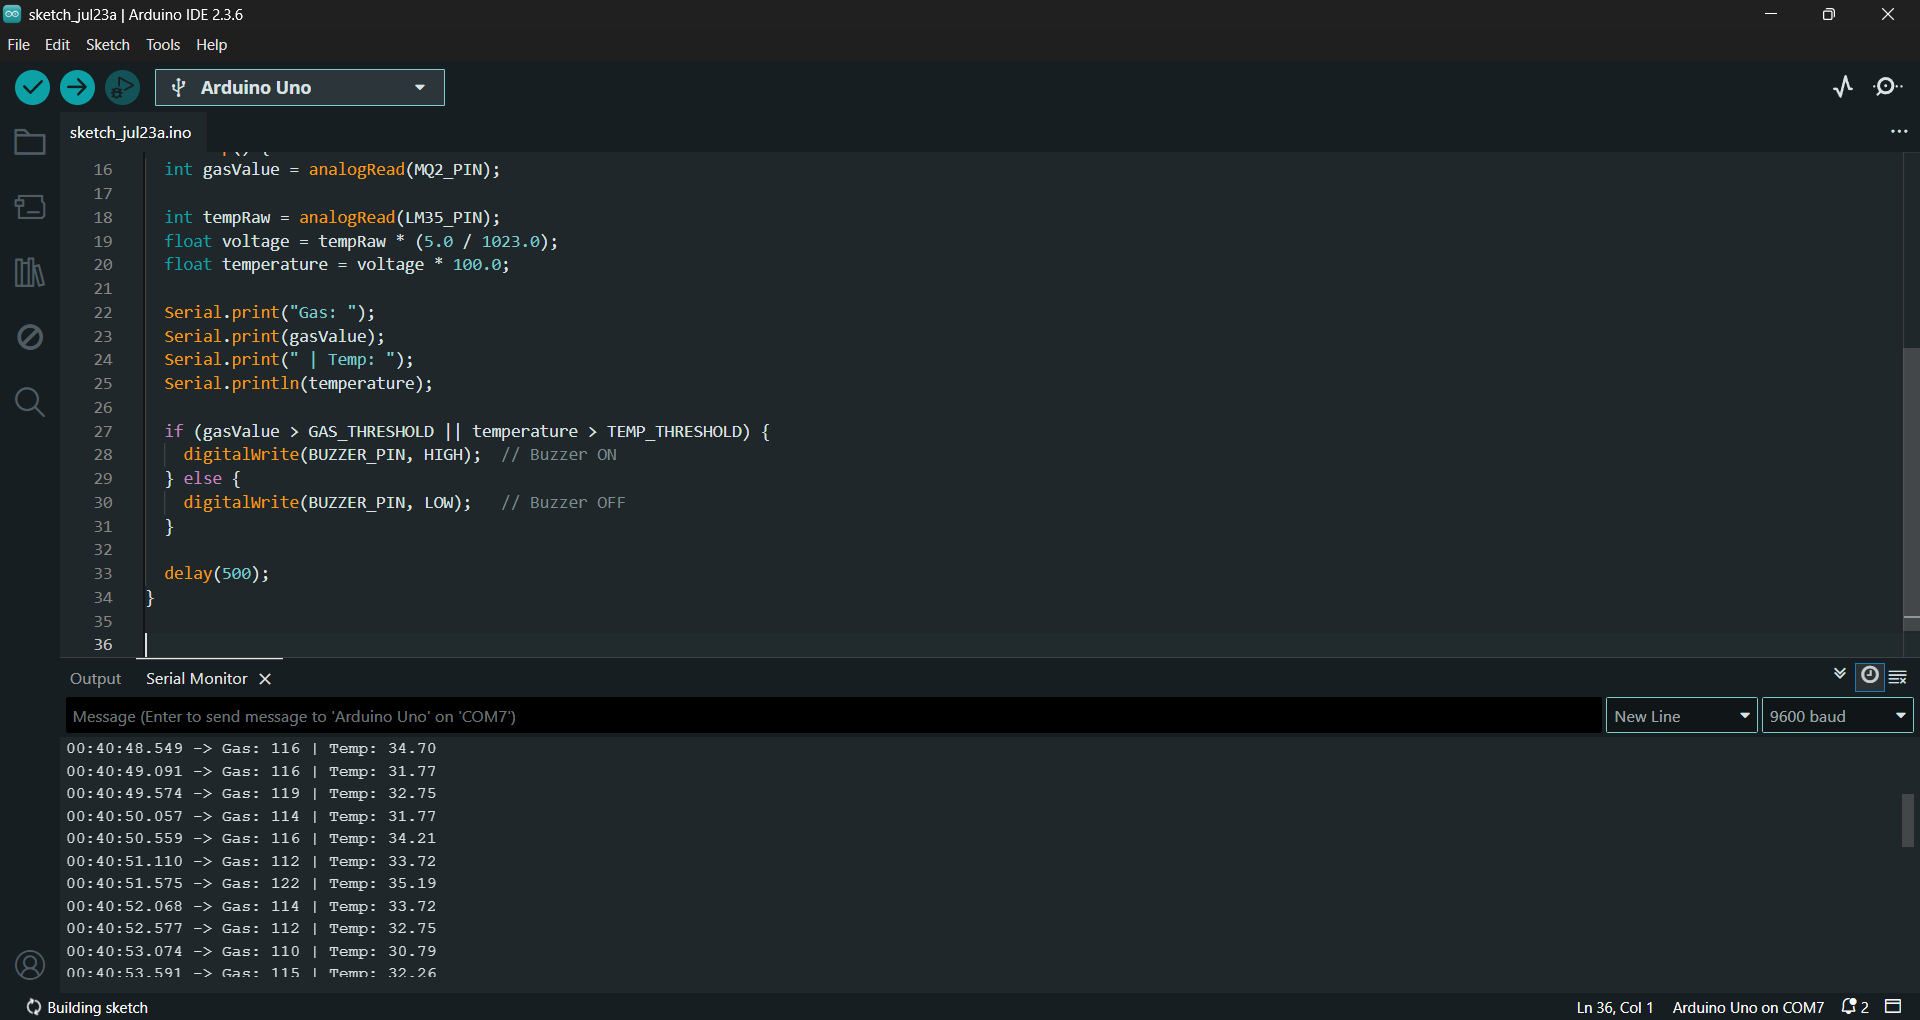 sketch_jul23a | Arduino IDE 2.3.6
File Edit Sketch Tools Help
Arduino Uno
sketch_jul23a.ino
16 int gasValue = analogRead(MQ2_PIN);
17
18 int tempRaw = analogRead(LM35_PIN);
19 float voltage = tempRaw * (5.0 / 1023.0);
20 float temperature = voltage * 100.0;
21
22 Serial.print("Gas: ");
23 Serial.print(gasValue);
24 Serial.print(" | Temp: ");
25 Serial.println(temperature);
26
27 if (gasValue > GAS_THRESHOLD || temperature > TEMP_THRESHOLD) {
28 digitalWrite(BUZZER_PIN, HIGH); // Buzzer ON
29 } else {
30 digitalWrite(BUZZER_PIN, LOW); // Buzzer OFF
31 }
32
33 delay(500);
34 }
35
36
Output Serial Monitor
Message (Enter to send message to 'Arduino Uno' on 'COM7') New Line 9600 baud
00:40:48.549 -> Gas: 116 | Temp: 34.70
00:40:49.091 -> Gas: 116 | Temp: 31.77
00:40:49.574 -> Gas: 119 | Temp: 32.75
00:40:50.057 -> Gas: 114 | Temp: 31.77
00:40:50.559 -> Gas: 116 | Temp: 34.21
00:40:51.110 -> Gas: 112 | Temp: 33.72
00:40:51.575 -> Gas: 122 | Temp: 35.19
00:40:52.068 -> Gas: 114 | Temp: 33.72
00:40:52.577 -> Gas: 112 | Temp: 32.75
00:40:53.074 -> Gas: 110 | Temp: 30.79
00:40:53.591 -> Gas: 115 | Temp: 32.26
Building sketch Ln 36, Col 1 Arduino Uno on COM7 2